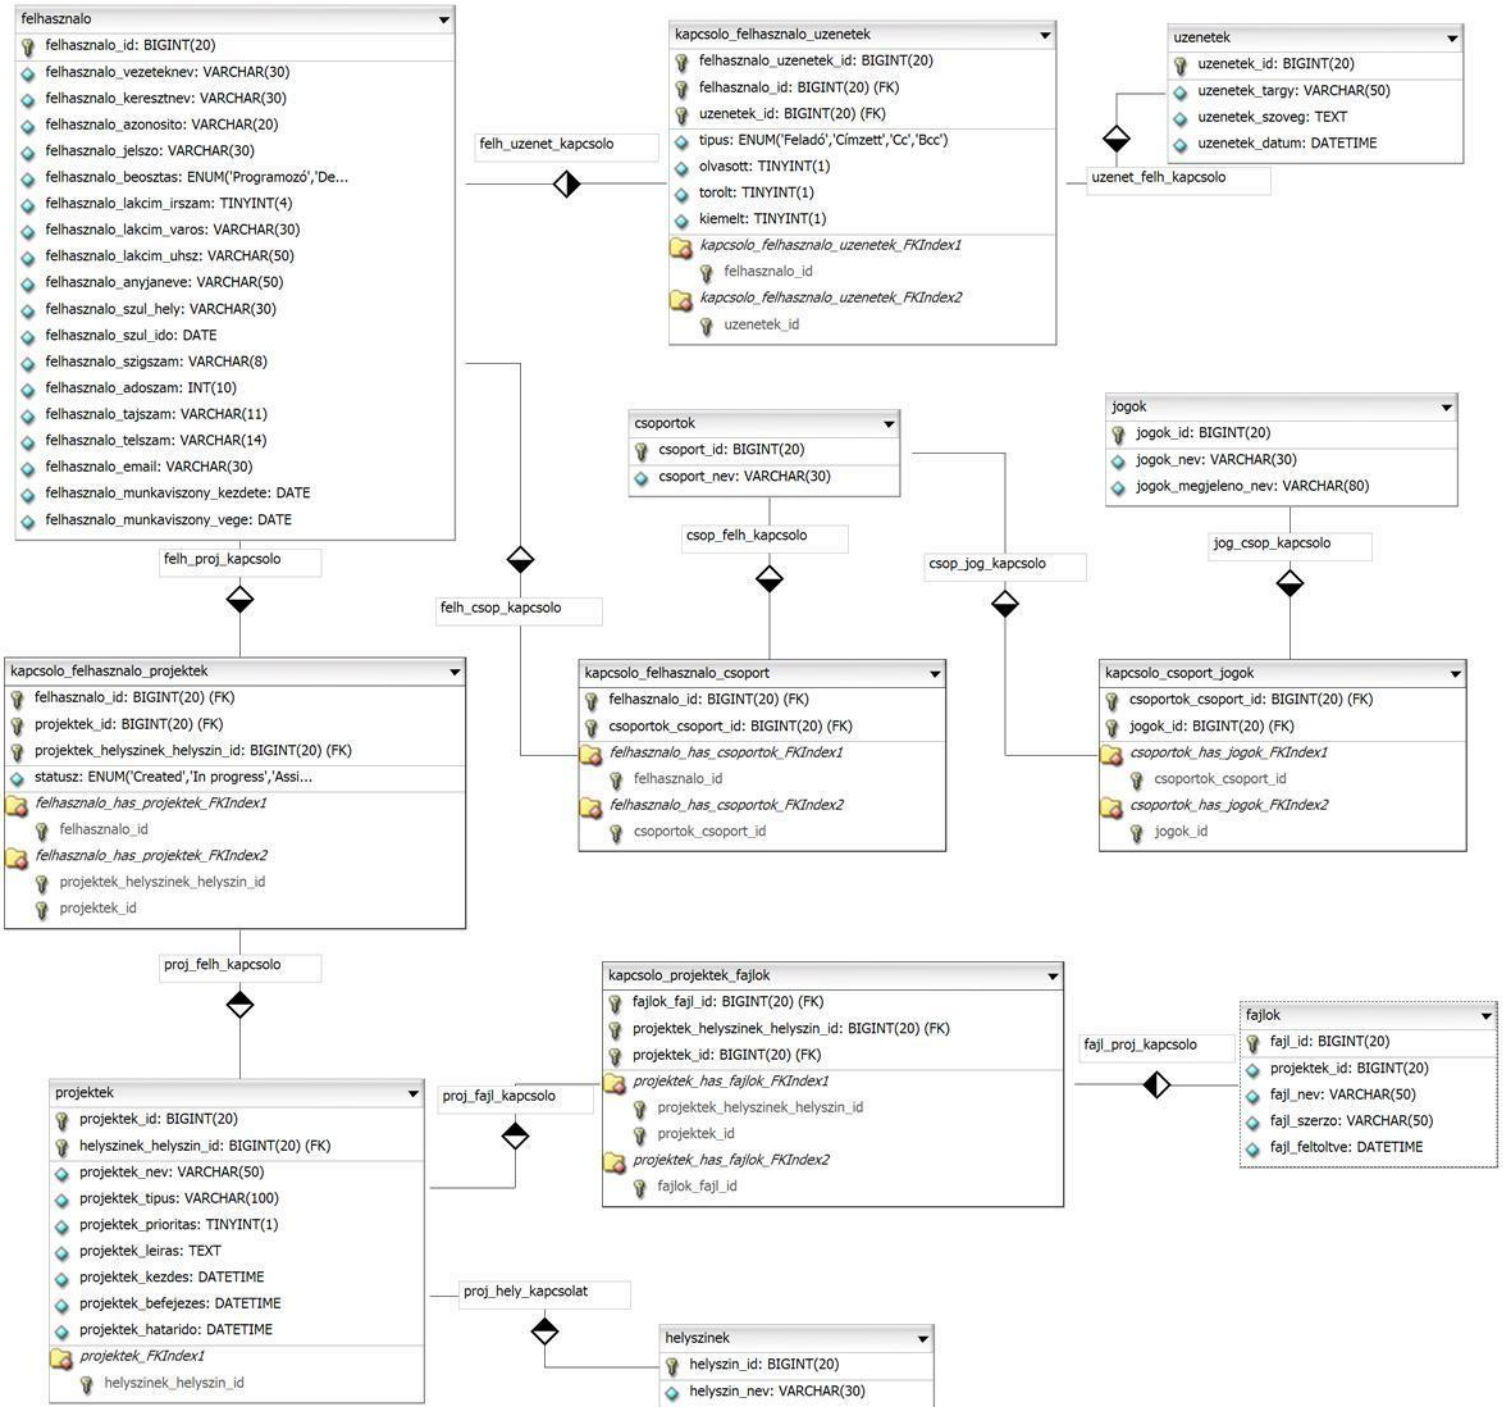 felhasznalo
felhasznalo_id: BIGINT(20)
felhasznalo_vezeteknev: VARCHAR(30)
felhasznalo_keresztnev: VARCHAR(30)
felhasznalo_azonosito: VARCHAR(20)
felhasznalo_jelszo: VARCHAR(30)
felhasznalo_beosztas: ENUM('Programozó','De...
felhasznalo_lakcim_irszam: TINYINT(4)
felhasznalo_lakcim_varos: VARCHAR(30)
felhasznalo_lakcim_uhsz: VARCHAR(50)
felhasznalo_anyjaneve: VARCHAR(50)
felhasznalo_szul_hely: VARCHAR(30)
felhasznalo_szul_ido: DATE
felhasznalo_szigszam: VARCHAR(8)
felhasznalo_adoszam: INT(10)
felhasznalo_tajszam: VARCHAR(11)
felhasznalo_telszam: VARCHAR(14)
felhasznalo_email: VARCHAR(30)
felhasznalo_munkaviszony_kezdete: DATE
felhasznalo_munkaviszony_vege: DATE
felh_uzenet_kapcsolo
kapcsolo_felhasznalo_uzenetek
felhasznalo_uzenetek_id: BIGINT(20)
felhasznalo_id: BIGINT(20) (FK)
uzenetek_id: BIGINT(20) (FK)
tipus: ENUM('Feladó','Címzett','Cc','Bcc')
olvasott: TINYINT(1)
torolt: TINYINT(1)
kiemelt: TINYINT(1)
kapcsolo_felhasznalo_uzenetek_FKIndex1
felhasznalo_id
kapcsolo_felhasznalo_uzenetek_FKIndex2
uzenetek_id
uzenetek
uzenetek_id: BIGINT(20)
uzenetek_targy: VARCHAR(50)
uzenetek_szoveg: TEXT
uzenetek_datum: DATETIME
uzenet_felh_kapcsolo
csoportok
csoport_id: BIGINT(20)
csoport_nev: VARCHAR(30)
jogok
jogok_id: BIGINT(20)
jogok_nev: VARCHAR(30)
jogok_megjeleno_nev: VARCHAR(80)
felh_proj_kapcsolo
felh_csop_kapcsolo
csop_felh_kapcsolo
csop_jog_kapcsolo
jog_csop_kapcsolo
kapcsolo_felhasznalo_projektek
felhasznalo_id: BIGINT(20) (FK)
projektek_id: BIGINT(20) (FK)
projektek_helyszinek_helyszin_id: BIGINT(20) (FK)
statusz: ENUM('Created','In progress','Assi...
felhasznalo_has_projektek_FKIndex1
felhasznalo_id
felhasznalo_has_projektek_FKIndex2
projektek_helyszinek_helyszin_id
projektek_id
kapcsolo_felhasznalo_csoport
felhasznalo_id: BIGINT(20) (FK)
csoportok_csoport_id: BIGINT(20) (FK)
felhasznalo_has_csoportok_FKIndex1
felhasznalo_id
felhasznalo_has_csoportok_FKIndex2
csoportok_csoport_id
kapcsolo_csoport_jogok
csoportok_csoport_id: BIGINT(20) (FK)
jogok_id: BIGINT(20) (FK)
csoportok_has_jogok_FKIndex1
csoportok_csoport_id
csoportok_has_jogok_FKIndex2
jogok_id
proj_felh_kapcsolo
projektek
projektek_id: BIGINT(20)
helyszinek_helyszin_id: BIGINT(20) (FK)
projektek_nev: VARCHAR(50)
projektek_tipus: VARCHAR(100)
projektek_prioritas: TINYINT(1)
projektek_leiras: TEXT
projektek_kezdes: DATETIME
projektek_befejezes: DATETIME
projektek_hatarido: DATETIME
projektek_FKIndex1
helyszinek_helyszin_id
proj_fajl_kapcsolo
kapcsolo_projektek_fajlok
fajlok_fajl_id: BIGINT(20) (FK)
projektek_helyszinek_helyszin_id: BIGINT(20) (FK)
projektek_id: BIGINT(20) (FK)
projektek_has_fajlok_FKIndex1
projektek_helyszinek_helyszin_id
projektek_id
projektek_has_fajlok_FKIndex2
fajlok_fajl_id
fajl_proj_kapcsolo
fajlok
fajl_id: BIGINT(20)
projektek_id: BIGINT(20)
fajl_nev: VARCHAR(50)
fajl_szerzo: VARCHAR(50)
fajl_feltoltve: DATETIME
proj_hely_kapcsolat
helyszinek
helyszin_id: BIGINT(20)
helyszin_nev: VARCHAR(30)